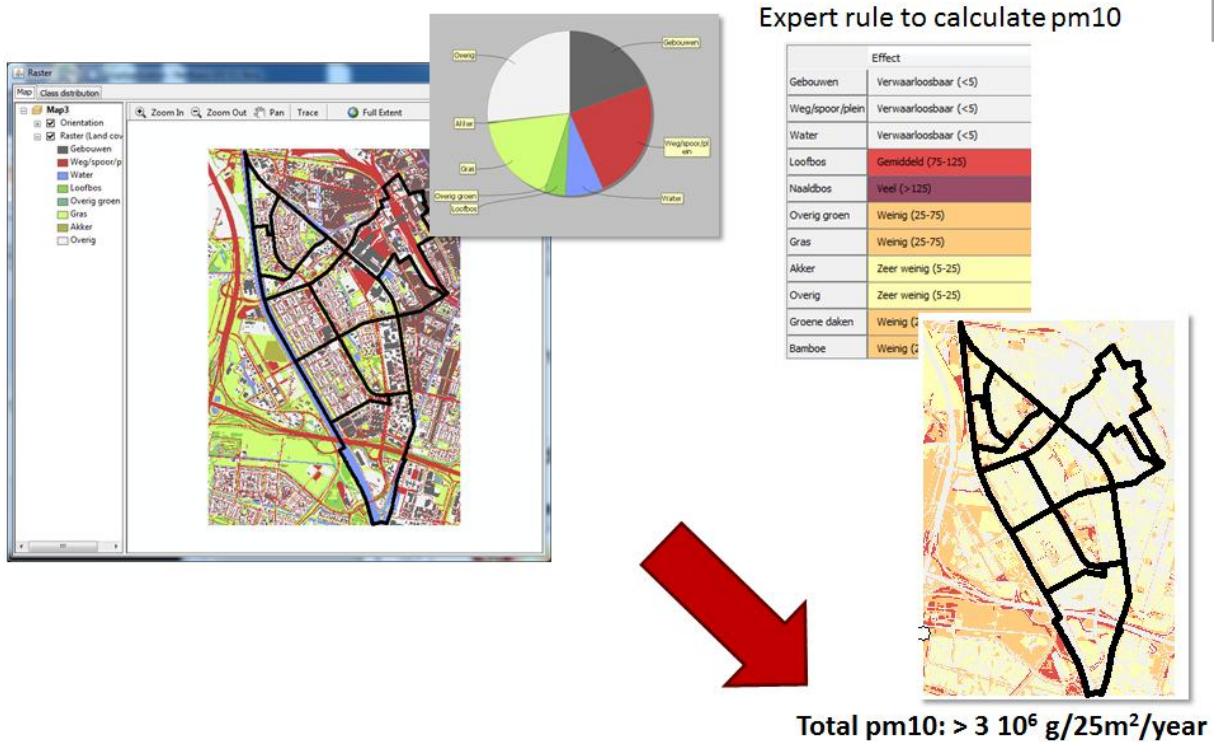 Expert rule to calculate pm10
Raster
Map Class distribution
Map3
Orientation
Raster (Land cov
Gebouwen
Weg/spoor/p
Water
Loofbos
Overig groen
Gras
Akker
Overig
Zoom In Zoom Out Pan Trace Full Extent
Overig
Gebouwen
Akker
Gras
Overig groen
Loofbos
Weg/spoor/pl
ein
Water
Effect
Gebouwen Verwaarloosbaar (<5)
Weg/spoor/plein Verwaarloosbaar (<5)
Water Verwaarloosbaar (<5)
Loofbos Gemiddeld (75-125)
Naaldbos Veel (>125)
Overig groen Weinig (25-75)
Gras Weinig (25-75)
Akker Zeer weinig (5-25)
Overig Zeer weinig (5-25)
Groene daken Weinig (2
Bamboe Weinig (2
Total pm10: > 3 10⁶ g/25m²/year